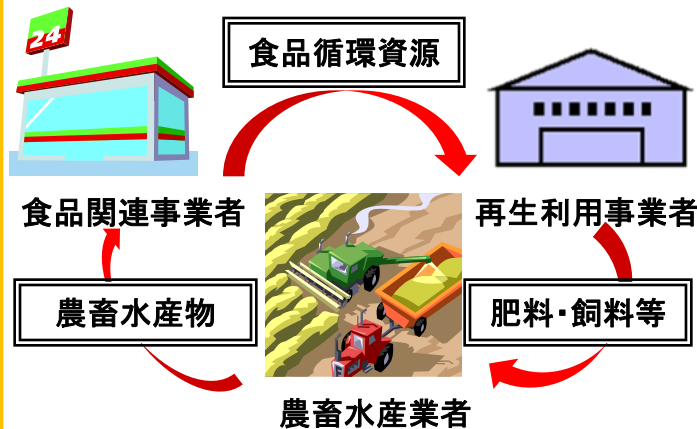 24
食品循環資源
食品関連事業者
再生利用事業者
農畜水産物
肥料・飼料等
農畜水産業者